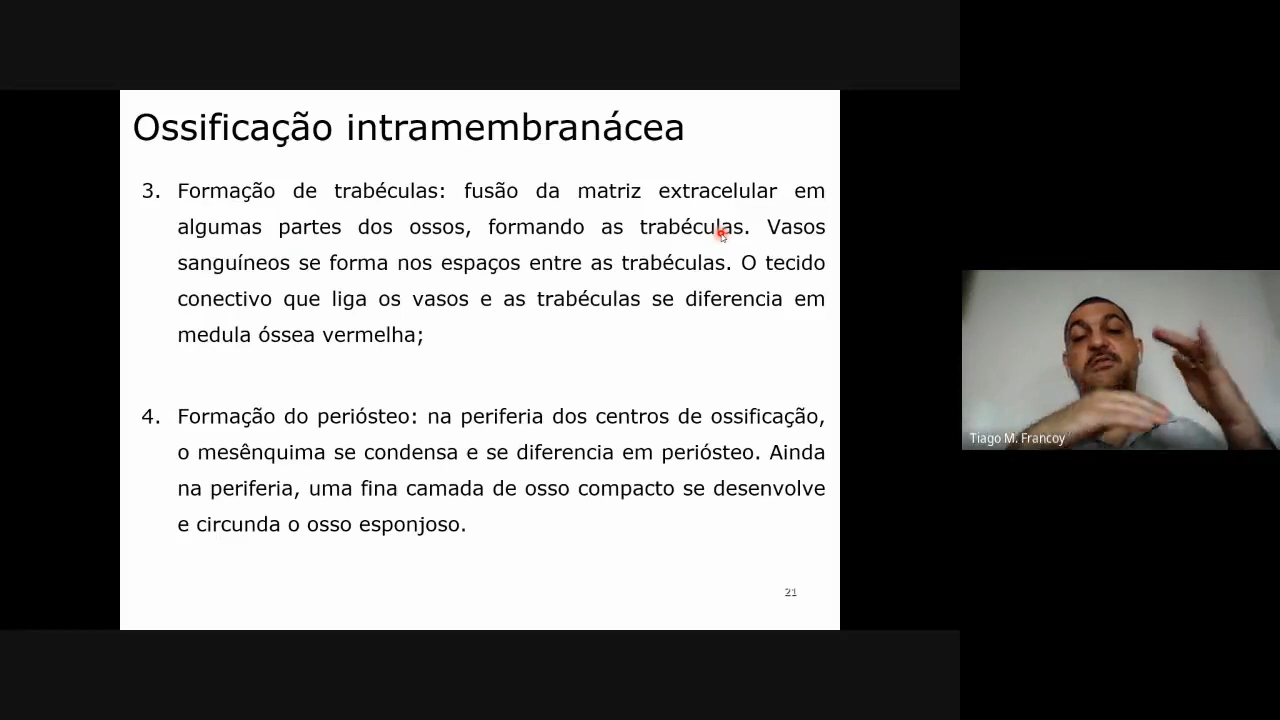 Ossificação intramembranácea
3. Formação de trabéculas: fusão da matriz extracelular em
algumas partes dos ossos, formando as trabéculas. Vasos
sanguíneos se forma nos espaços entre as trabéculas. O tecido
conectivo que liga os vasos e as trabéculas se diferencia em
medula óssea vermelha;
4. Formação do periósteo: na periferia dos centros de ossificação,
o mesênquima se condensa e se diferencia em periósteo. Ainda
na periferia, uma fina camada de osso compacto se desenvolve
e circunda o osso esponjoso.
21
Tiago M. Francoy